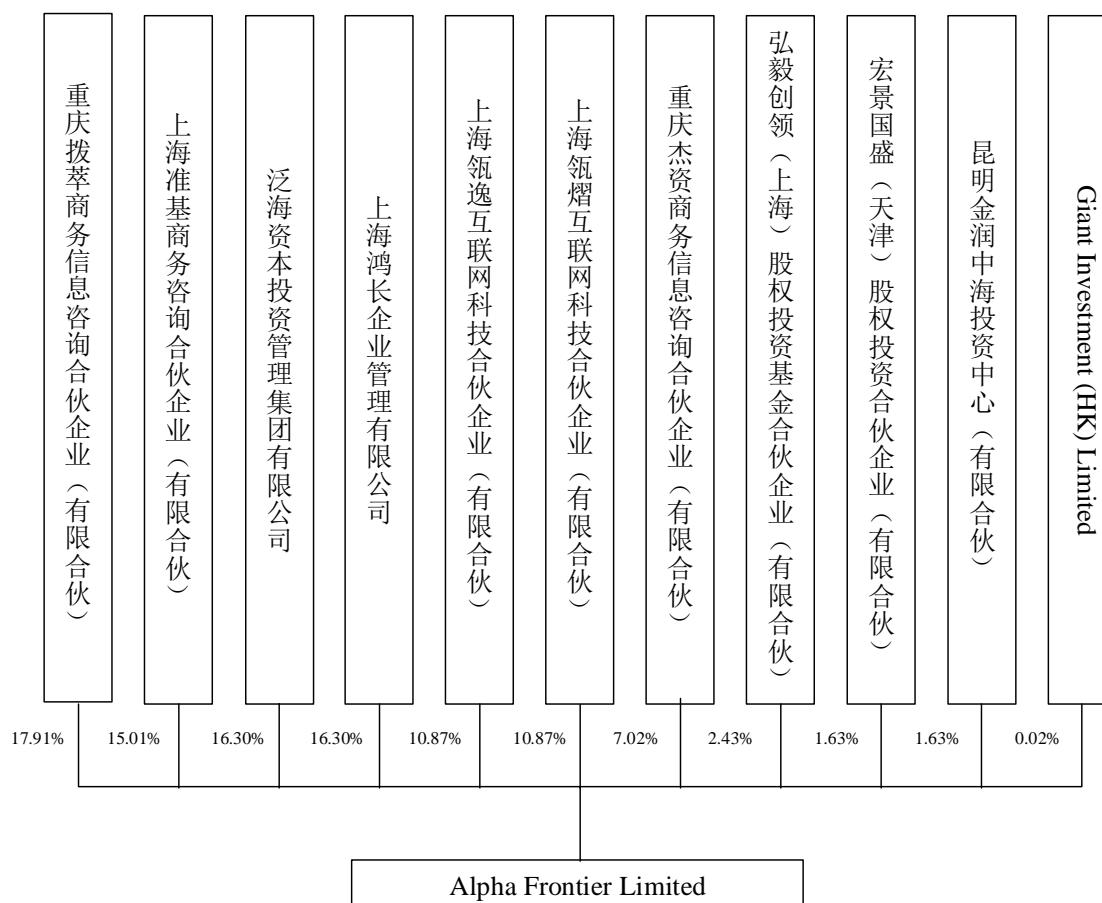 重庆拨萃商务信息咨询合伙企业（有限合伙）
上海准基商务咨询合伙企业（有限合伙）
泛海资本投资管理集团有限公司
上海鸿长企业管理有限公司
上海瓴逸互联网科技合伙企业（有限合伙）
上海瓴熠互联网科技合伙企业（有限合伙）
重庆杰资商务信息咨询合伙企业（有限合伙）
弘毅创领（上海）股权投资基金合伙企业（有限合伙）
宏景国盛（天津）股权投资合伙企业（有限合伙）
昆明金润中海投资中心（有限合伙）
Giant Investment (HK) Limited
17.91%
15.01%
16.30%
16.30%
10.87%
10.87%
7.02%
2.43%
1.63%
1.63%
0.02%
Alpha Frontier Limited